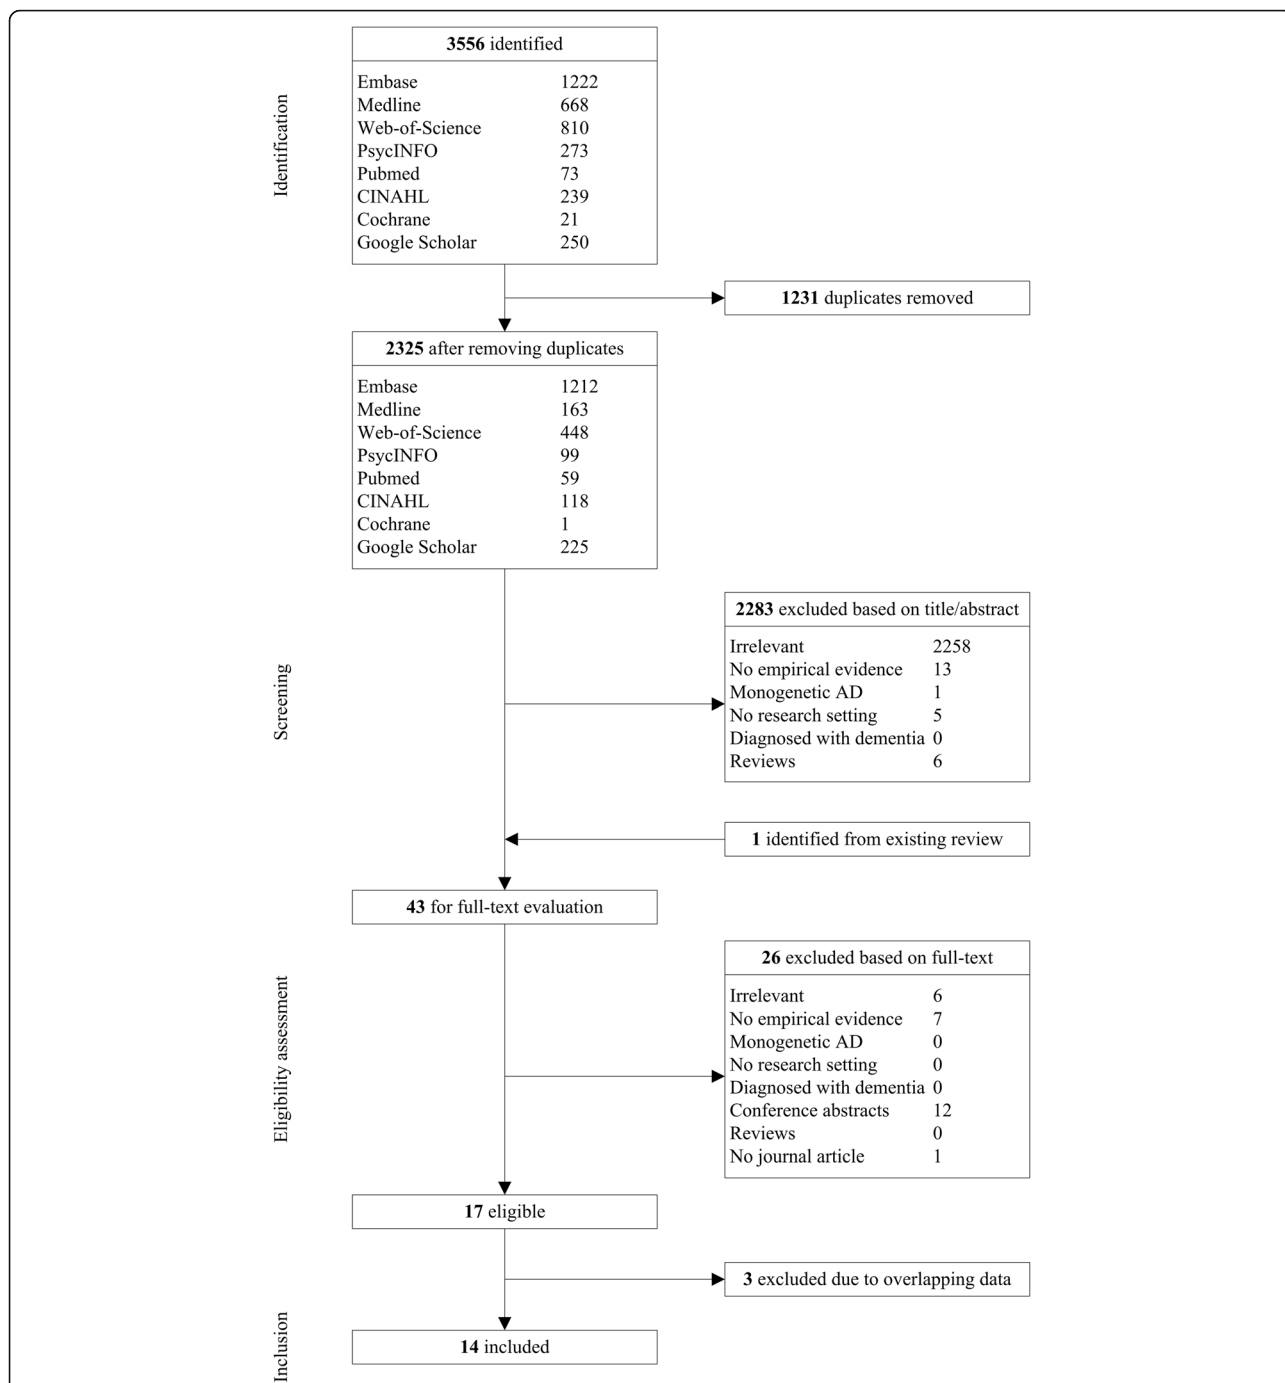 Identification
3556 identified
Embase 1222
Medline 668
Web-of-Science 810
PsycINFO 273
Pubmed 73
CINAHL 239
Cochrane 21
Google Scholar 250
1231 duplicates removed
2325 after removing duplicates
Embase 1212
Medline 163
Web-of-Science 448
PsycINFO 99
Pubmed 59
CINAHL 118
Cochrane 1
Google Scholar 225
Screening
2283 excluded based on title/abstract
Irrelevant 2258
No empirical evidence 13
Monogenetic AD 1
No research setting 5
Diagnosed with dementia 0
Reviews 6
1 identified from existing review
43 for full-text evaluation
Eligibility assessment
26 excluded based on full-text
Irrelevant 6
No empirical evidence 7
Monogenetic AD 0
No research setting 0
Diagnosed with dementia 0
Conference abstracts 12
Reviews 0
No journal article 1
17 eligible
3 excluded due to overlapping data
Inclusion
14 included